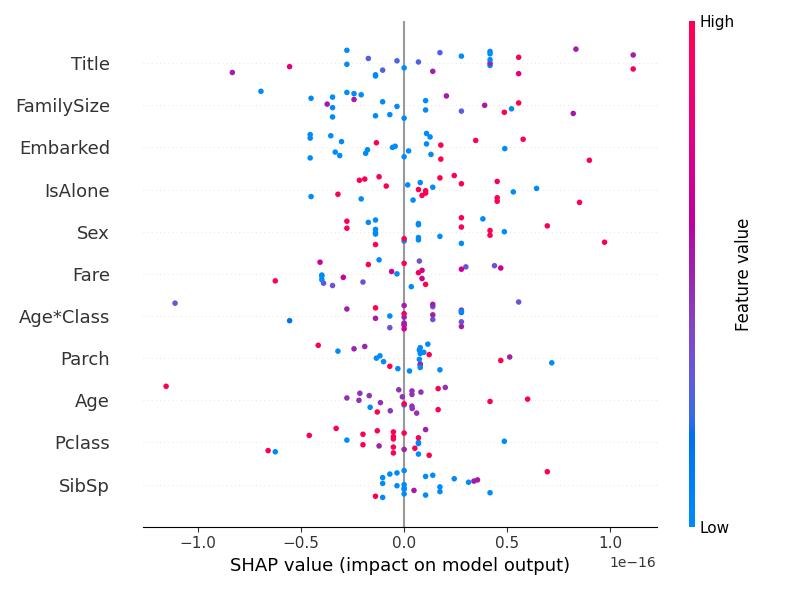 High
Title
FamilySize
Embarked
IsAlone
Sex
Fare
Age*Class
Parch
Age
Pclass
SibSp
Feature value
Low
−1.0 −0.5 0.0 0.5 1.0
1e−16
SHAP value (impact on model output)